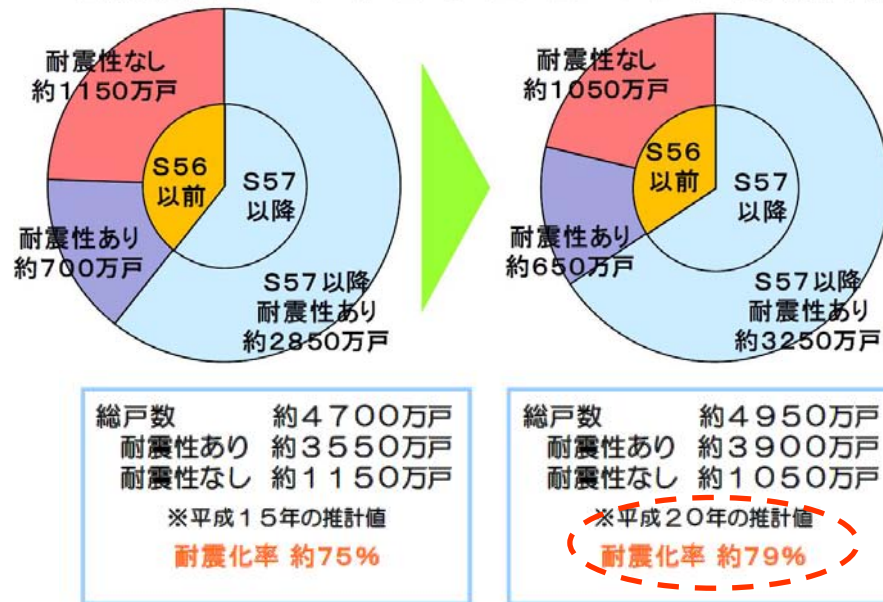 耐震性なし
約1150万戸
S56
以前
S57
以降
耐震性あり
約700万戸
S57以降
耐震性あり
約2850万戸
耐震性なし
約1050万戸
S56
以前
S57
以降
耐震性あり
約650万戸
S57以降
耐震性あり
約3250万戸
総戸数 約4700万戸
耐震性あり 約3550万戸
耐震性なし 約1150万戸
※平成15年の推計値
耐震化率 約75%
総戸数 約4950万戸
耐震性あり 約3900万戸
耐震性なし 約1050万戸
※平成20年の推計値
耐震化率 約79%